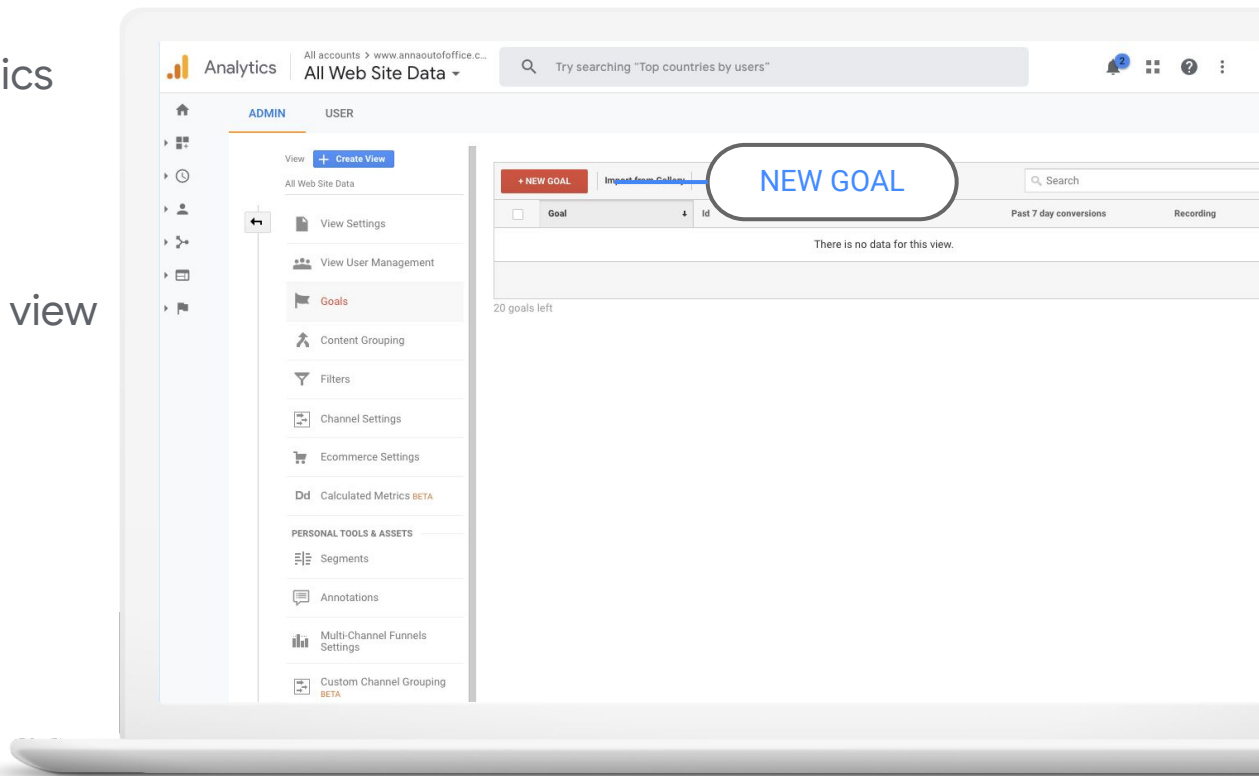 ics
view
Analytics
All accounts > www.annaoutofoffice.c...
All Web Site Data
Try searching "Top countries by users"
2
ADMIN
USER
View
+ Create View
All Web Site Data
View Settings
View User Management
Goals
Content Grouping
Filters
Channel Settings
Ecommerce Settings
Dd Calculated Metrics BETA
PERSONAL TOOLS & ASSETS
Segments
Annotations
Multi-Channel Funnels
Settings
Custom Channel Grouping
BETA
+ NEW GOAL
Import from Gallery
NEW GOAL
Search
Goal
Id
Past 7 day conversions
Recording
There is no data for this view.
20 goals left